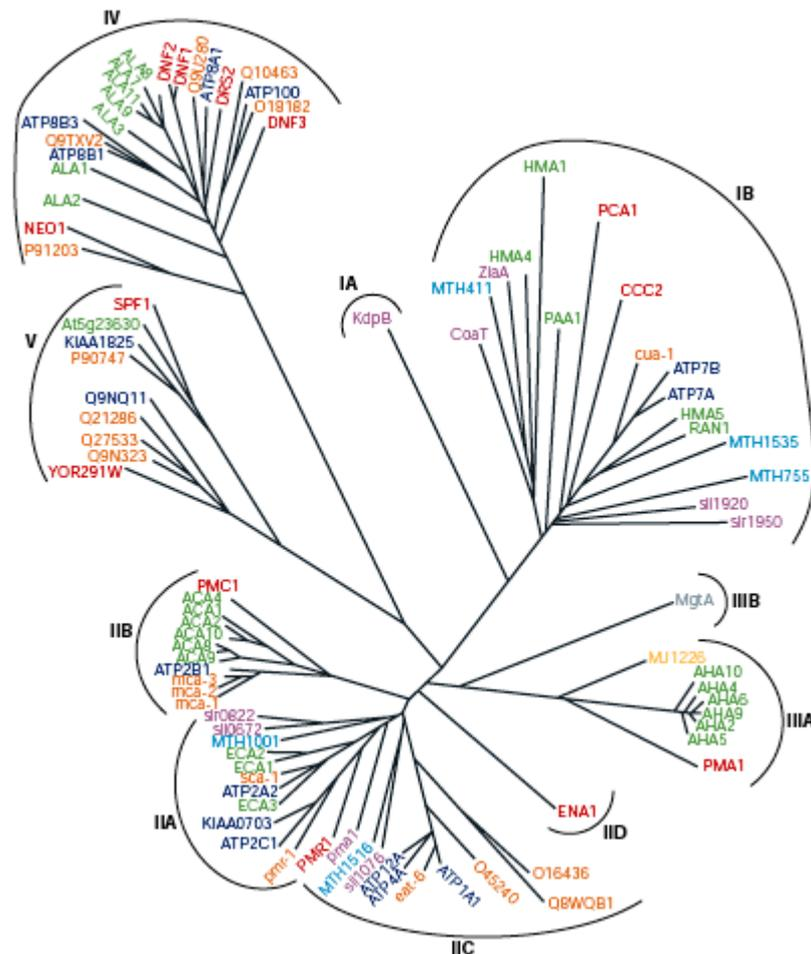 IV
ALA8
ALA7
ALA11
ALA9
ALA3
DNF2
DNF1
Q9U280
ATP8A1
DRS2
Q10463
ATP100
O18182
DNF3
ATP8B3
Q9TXV2
ATP8B1
ALA1
ALA2
NEO1
P91203
V
SPF1
At5g23630
KIAA1825
P90747
Q9NQ11
Q21286
Q27533
Q9N323
YOR291W
IA
KdpB
IB
HMA1
PCA1
HMA4
ZiaA
MTH411
CoaT
PAA1
CCC2
cua-1
ATP7B
ATP7A
HMA5
RAN1
MTH1535
MTH755
sll1920
slr1950
IIB
PMC1
ACA4
ACA1
ACA2
ACA10
ACA8
ACA9
ATP2B1
mca-3
mca-2
mca-1
MgtA
IIIB
MJ1226
AHA10
AHA4
AHA6
AHA9
AHA2
AHA5
PMA1
IIIA
IIA
slr0822
sll0672
MTH1001
ECA2
ECA1
sca-1
ATP2A2
ECA3
KIAA0703
ATP2C1
pmr-1
PMR1
pma1
MTH1516
sll1076
ATP12A
ATP4A
eat-6
ATP1A1
O45240
O16436
Q8WQB1
ENA1
IID
IIC